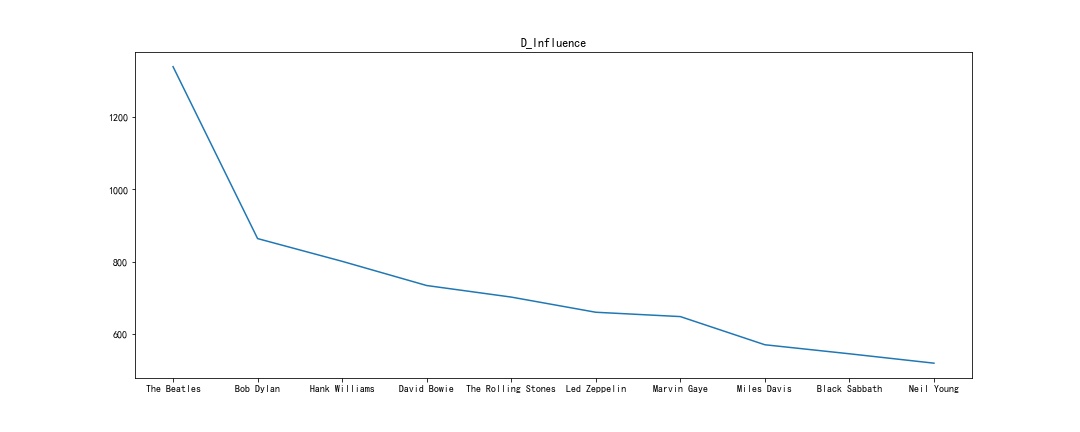 D_Influence
1200
1000
800
600
The Beatles Bob Dylan Hank Williams David Bowie The Rolling Stones Led Zeppelin Marvin Gaye Miles Davis Black Sabbath Neil Young